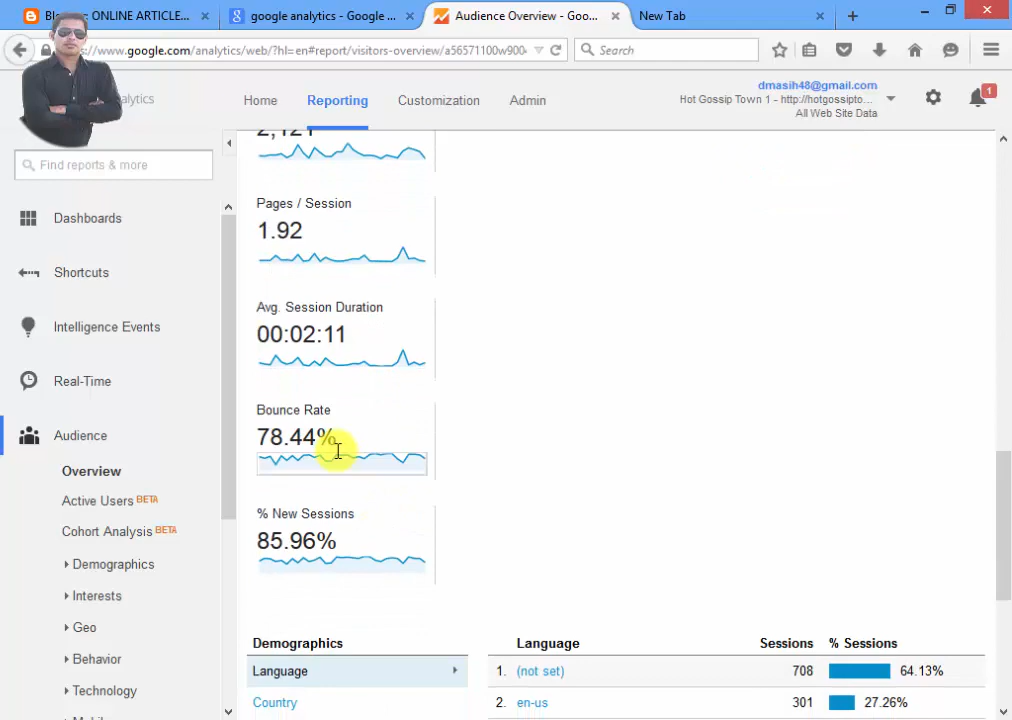 ONLINE ARTICLE...
google analytics - Google ...
Audience Overview - Goo...
New Tab
://www.google.com/analytics/web/?hl=en#report/visitors-overview/a56571100w900
Search
alytics
Home
Reporting
Customization
Admin
dmasih48@gmail.com
Hot Gossip Town 1 - http://hotgossipto...
All Web Site Data
1
Find reports & more
Dashboards
Shortcuts
Intelligence Events
Real-Time
Audience
Overview
Active Users BETA
Cohort Analysis BETA
Demographics
Interests
Geo
Behavior
Technology
2,121
Pages / Session
1.92
Avg. Session Duration
00:02:11
Bounce Rate
78.44%
% New Sessions
85.96%
Demographics
Language
Country
Language Sessions % Sessions
1. (not set) 708 64.13%
2. en-us 301 27.26%